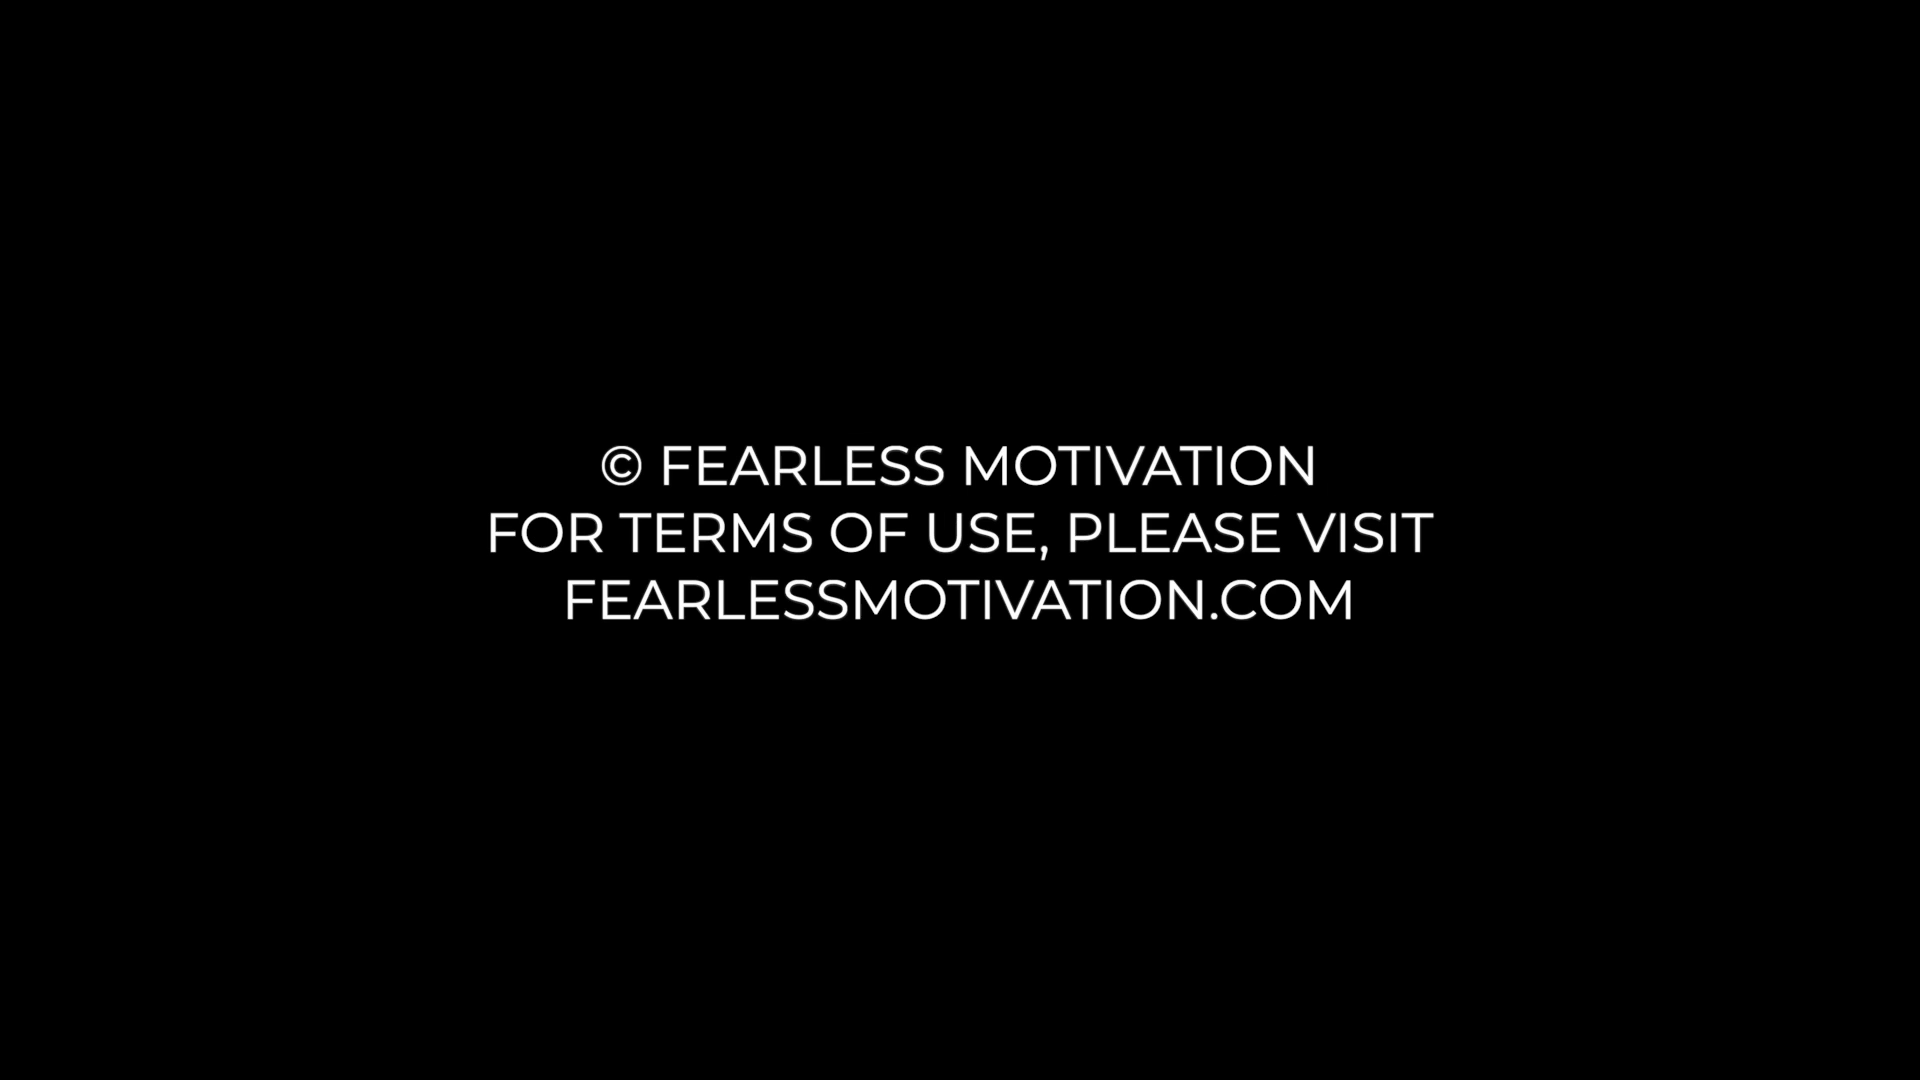 © FEARLESS MOTIVATION
FOR TERMS OF USE, PLEASE VISIT
FEARLESSMOTIVATION.COM